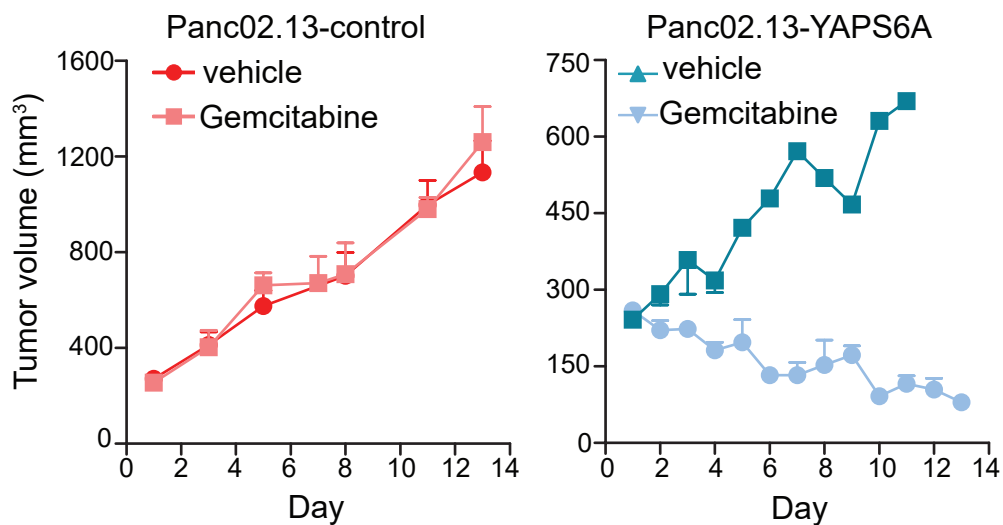 Panc02.13-control
Tumor volume (mm³)
1600
1200
800
400
0
vehicle
Gemcitabine
0 2 4 6 8 10 12 14
Day
Panc02.13-YAPS6A
750
600
450
300
150
0
vehicle
Gemcitabine
0 2 4 6 8 10 12 14
Day